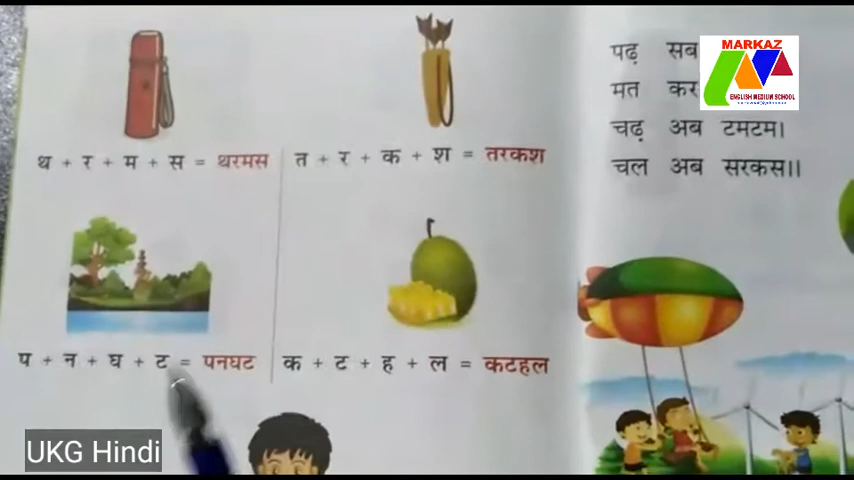 थ + र + म + स = थरमस
त + र + क + श = तरकश
प + न + घ + ट = पनघट
क + ट + ह + ल = कटहल
पढ़ सब
मत कर
चढ़ अब टमटम।
चल अब सरकस॥
MARKAZ
ENGLISH MEDIUM SCHOOL
UKG Hindi